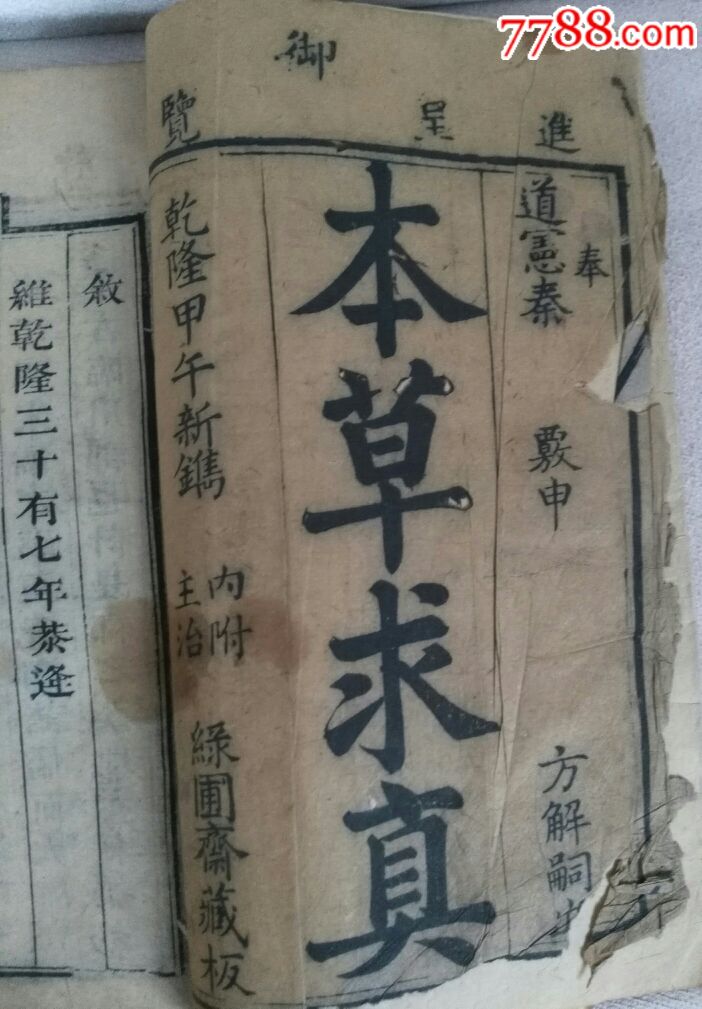 7788.com
進呈御覽
奉
道憲秦
覈申
方解嗣出
本草求真
乾隆甲午新鐫
內附
主治
綠圃齋藏板
敘
維乾隆三十有七年恭逢